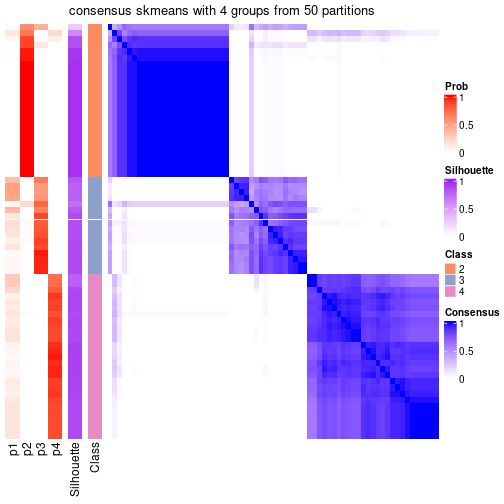 consensus skmeans with 4 groups from 50 partitions
Prob
1
0.5
0
Silhouette
1
0.5
0
Class
2
3
4
Consensus
1
0.5
0
p1
p2
p3
p4
Silhouette
Class